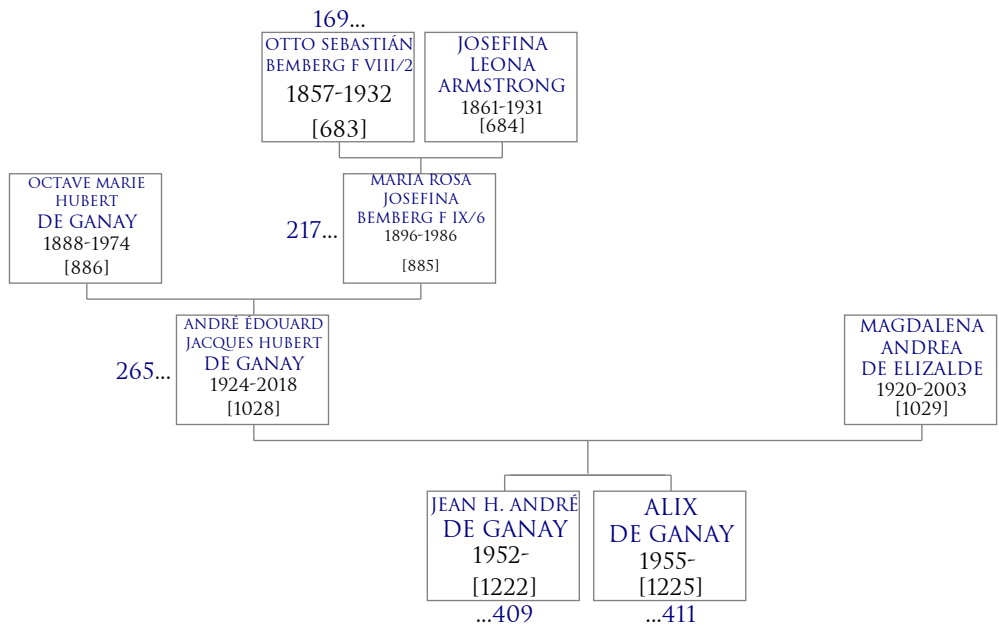 169...
OTTO SEBASTIÁN
BEMBERG F VIII/2
1857-1932
[683]
JOSEFINA
LEONA
ARMSTRONG
1861-1931
[684]
OCTAVE MARIE
HUBERT
DE GANAY
1888-1974
[886]
217...
MARIA ROSA
JOSEFINA
BEMBERG F IX/6
1896-1986
[885]
265...
ANDRÉ ÉDOUARD
JACQUES HUBERT
DE GANAY
1924-2018
[1028]
MAGDALENA
ANDREA
DE ELIZALDE
1920-2003
[1029]
JEAN H. ANDRÉ
DE GANAY
1952-
[1222]
...409
ALIX
DE GANAY
1955-
[1225]
...411